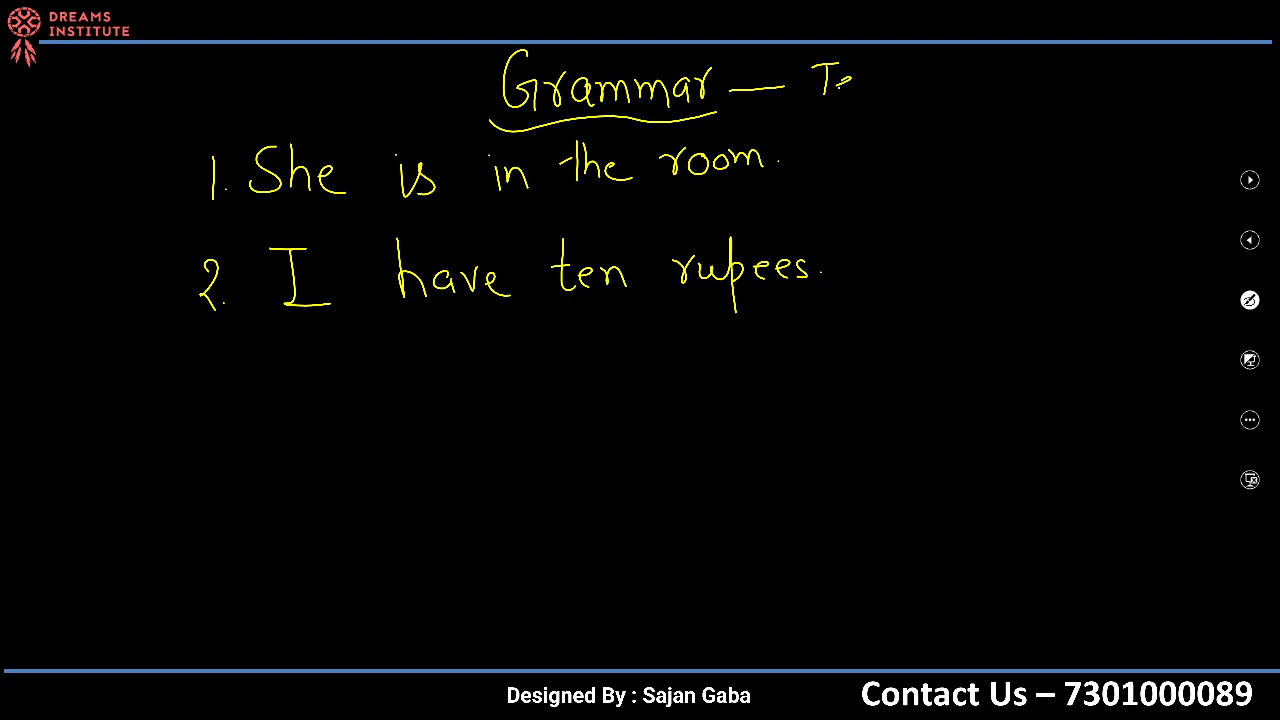 DREAMS
INSTITUTE
Grammar —
1. She is in the room.
2. I have ten rupees.
Designed By : Sajan Gaba
Contact Us – 7301000089